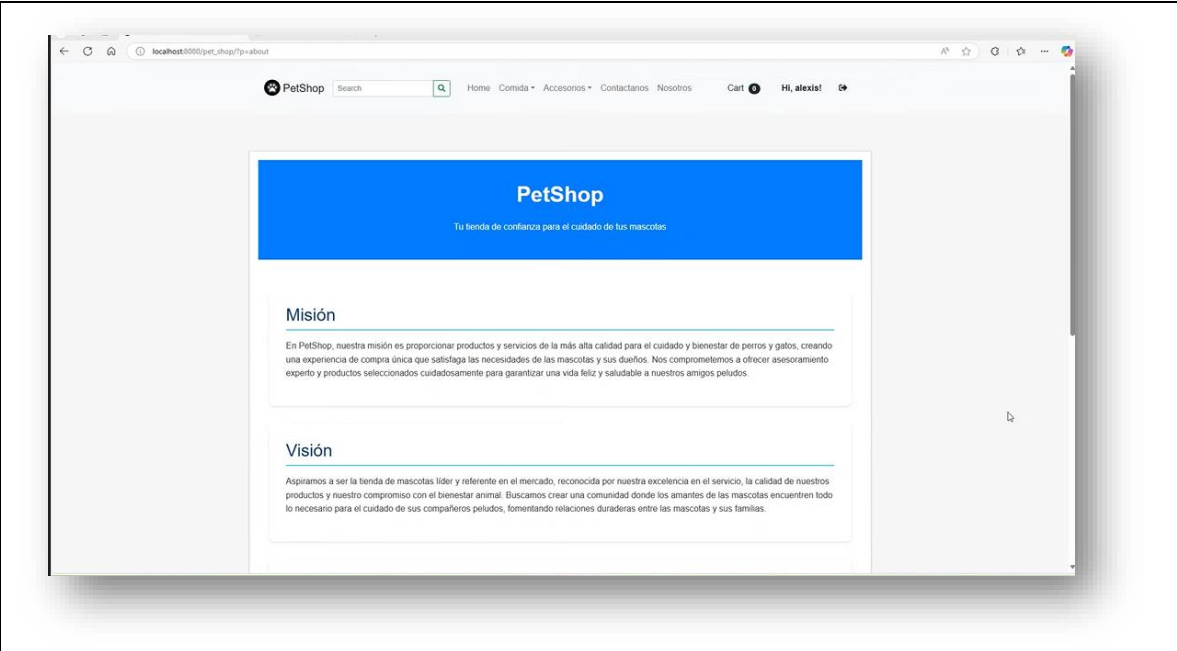 localhost:8080/pet_shop/?p=about
PetShop Search Home Comida Accesorios Contactanos Nosotros Cart 0 Hi, alexis!
PetShop
Tu tienda de confianza para el cuidado de tus mascotas
Misión
En PetShop, nuestra misión es proporcionar productos y servicios de la más alta calidad para el cuidado y bienestar de perros y gatos, creando
una experiencia de compra única que satisfaga las necesidades de las mascotas y sus dueños. Nos comprometemos a ofrecer asesoramiento
experto y productos seleccionados cuidadosamente para garantizar una vida feliz y saludable a nuestros amigos peludos.
Visión
Aspiramos a ser la tienda de mascotas líder y referente en el mercado, reconocida por nuestra excelencia en el servicio, la calidad de nuestros
productos y nuestro compromiso con el bienestar animal. Buscamos crear una comunidad donde los amantes de las mascotas encuentren todo
lo necesario para el cuidado de sus compañeros peludos, fomentando relaciones duraderas entre las mascotas y sus familias.